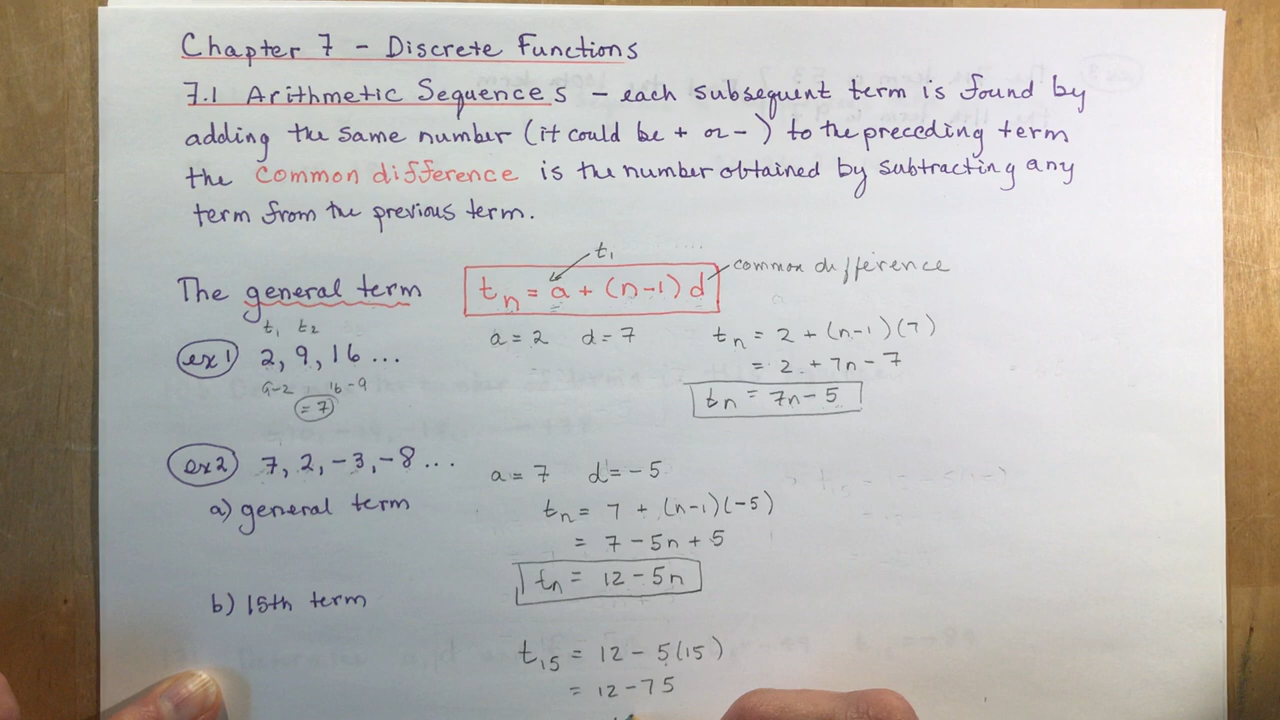 Chapter 7 - Discrete Functions
7.1 Arithmetic Sequences - each subsequent term is found by
adding the same number (it could be + or - ) to the preceding term
the common difference is the number obtained by subtracting any
term from the previous term.
t₁
common difference
The general term tₙ = a + (n-1) d
t₁ t₂
a = 2 d = 7 tₙ = 2 + (n-1)(7)
ex1 2, 9, 16 ...
= 2 + 7n - 7
9-2 16-9
= 7
tₙ = 7n - 5
ex2 7, 2, -3, -8 ...
a = 7 d = -5
a) general term
tₙ = 7 + (n-1)(-5)
= 7 - 5n + 5
tₙ = 12 - 5n
b) 15th term
t₁₅ = 12 - 5(15)
= 12 - 75